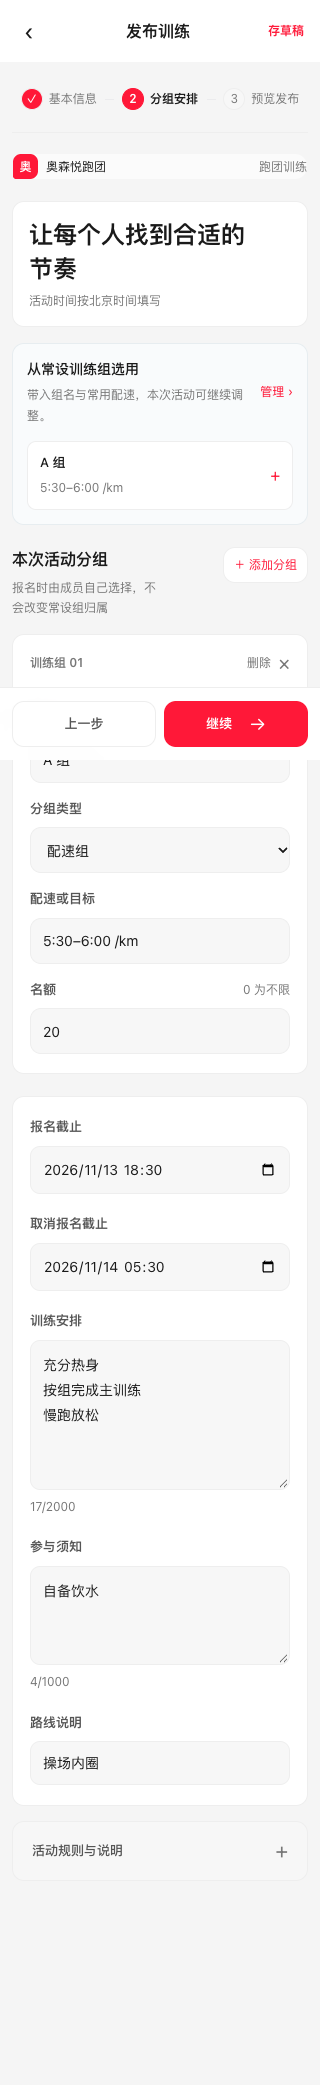 ‹ 发布训练 存草稿
✓ 基本信息 2 分组安排 3 预览发布
奥 奥森悦跑团 跑团训练
让每个人找到合适的
节奏
活动时间按北京时间填写
从常设训练组选用
带入组名与常用配速，本次活动可继续调
整。
管理 ›
A 组
5:30–6:00 /km
+
本次活动分组
+ 添加分组
报名时由成员自己选择，不
会改变常设组归属
训练组 01 删除 ×
上一步 继续 →
A 组
分组类型
配速组
配速或目标
5:30–6:00 /km
名额 0 为不限
20
报名截止
2026/11/13 18:30
取消报名截止
2026/11/14 05:30
训练安排
充分热身
按组完成主训练
慢跑放松
17/2000
参与须知
自备饮水
4/1000
路线说明
操场内圈
活动规则与说明 +